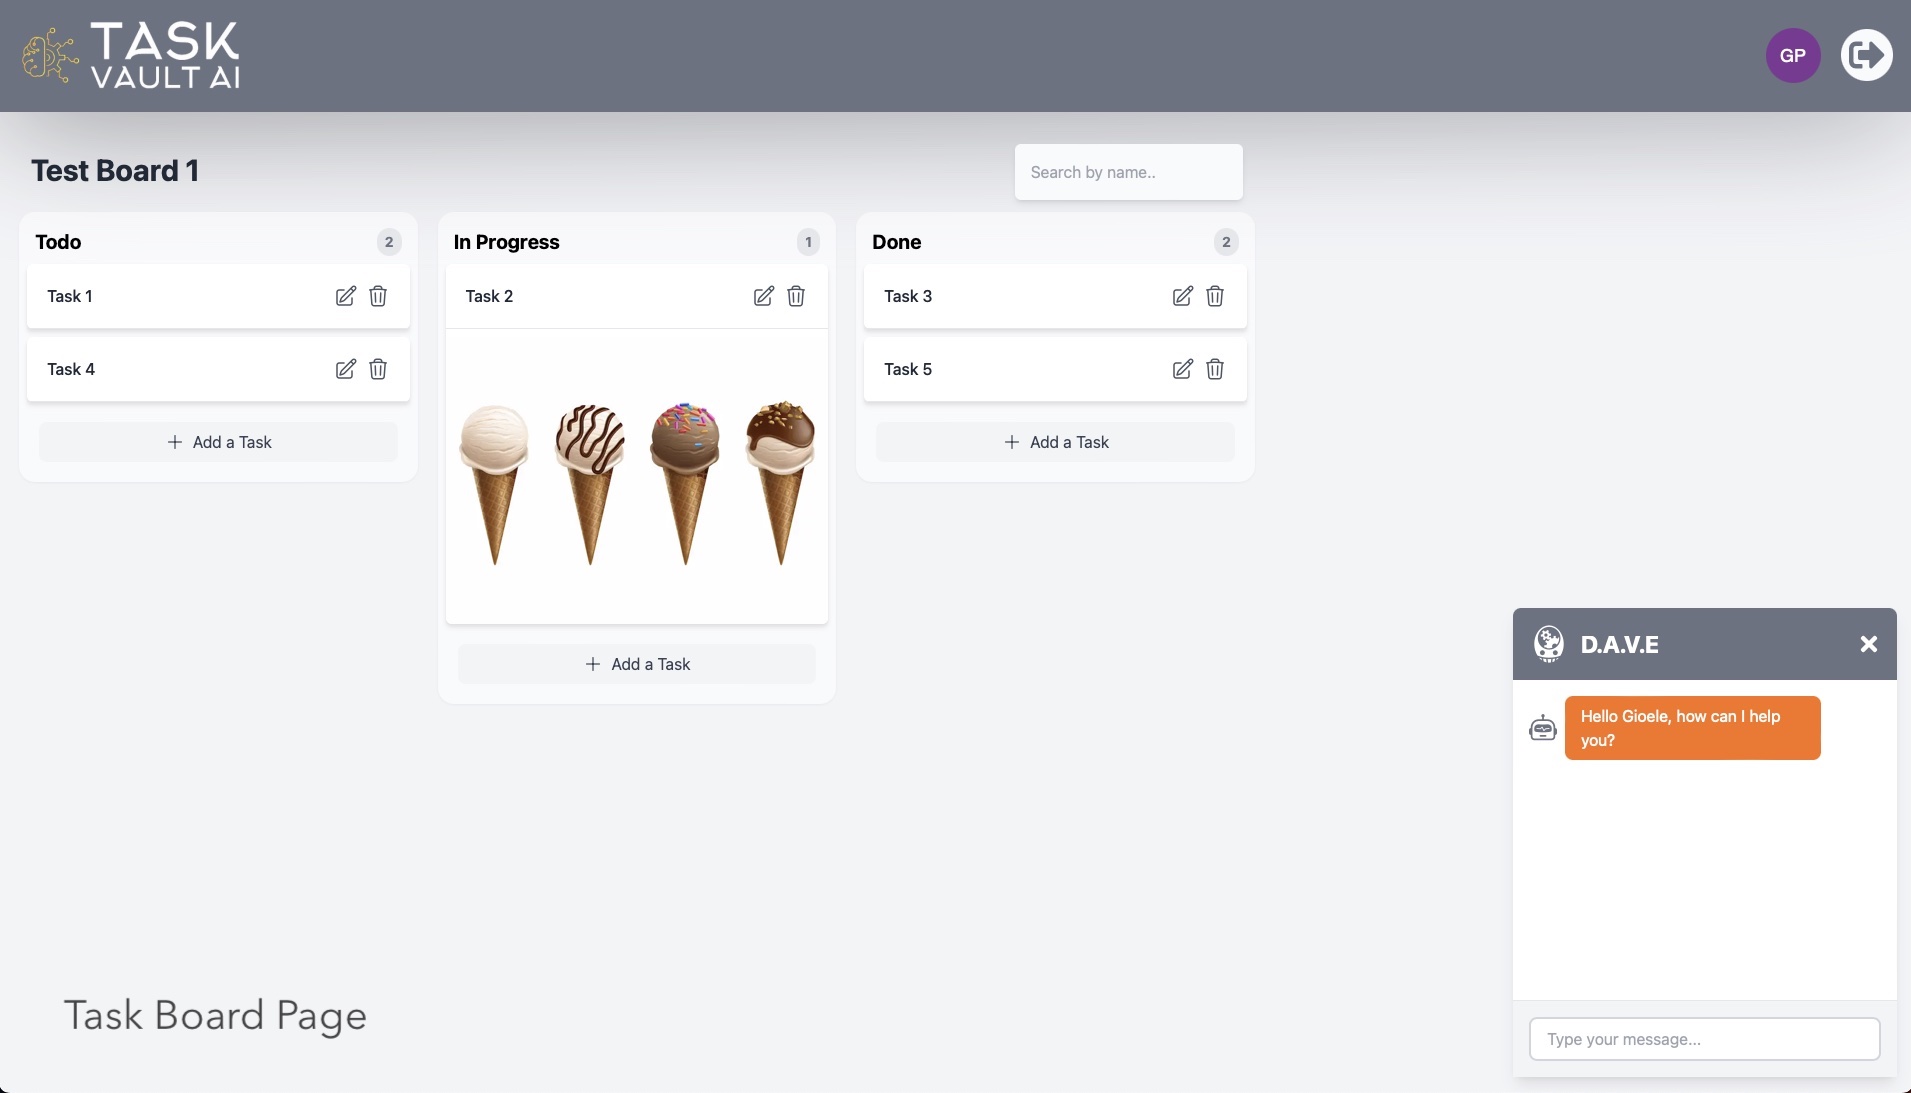 TASK
VAULT AI
GP
Test Board 1
Search by name..
Todo
2
Task 1
Task 4
Add a Task
In Progress
1
Task 2
Add a Task
Done
2
Task 3
Task 5
Add a Task
D.A.V.E
Hello Gioele, how can I help
you?
Type your message...
Task Board Page